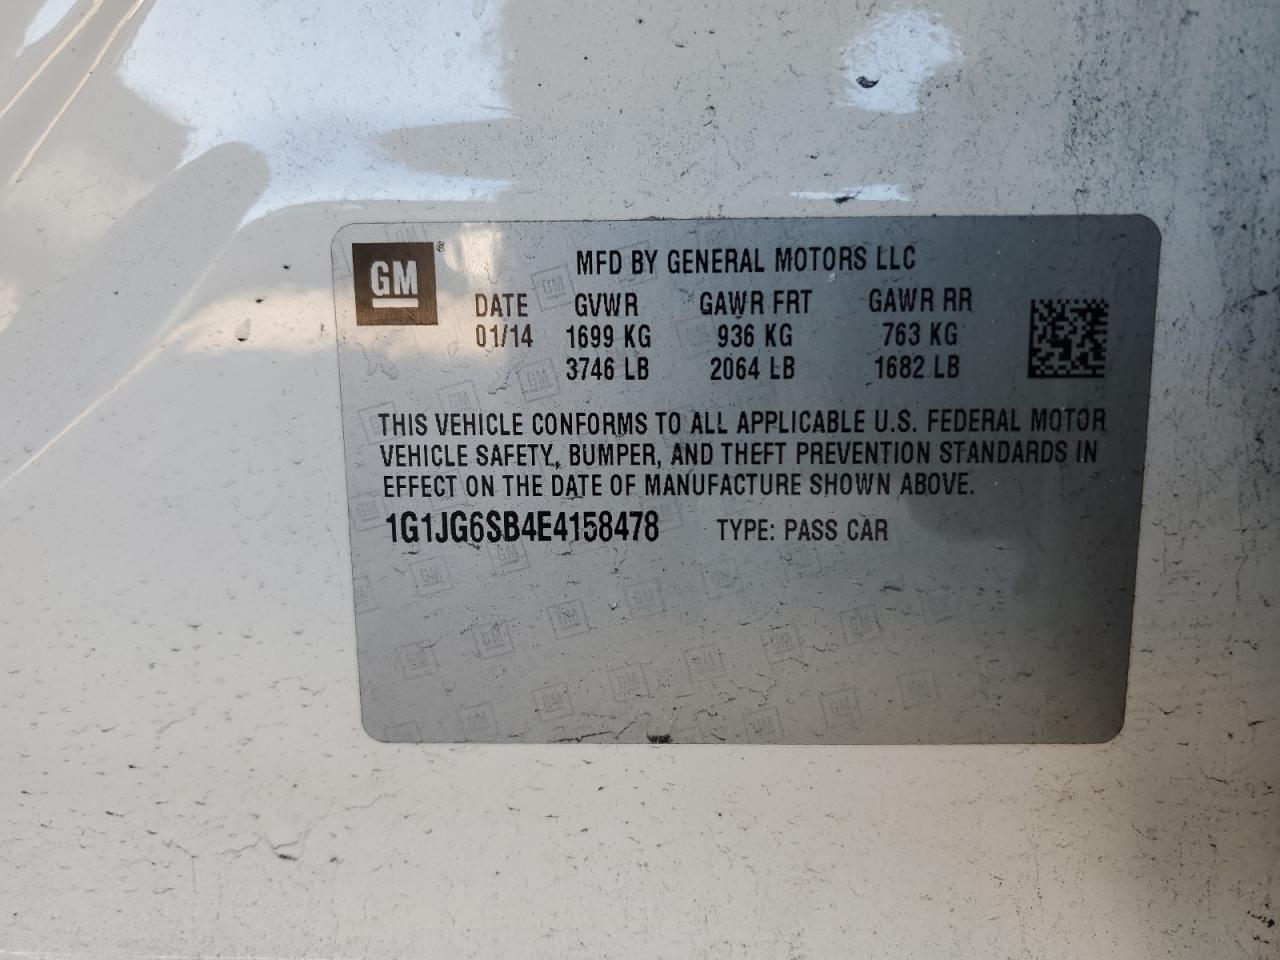 GM ®
MFD BY GENERAL MOTORS LLC
DATE GVWR GAWR FRT GAWR RR
01/14 1699 KG 936 KG 763 KG
3746 LB 2064 LB 1682 LB
THIS VEHICLE CONFORMS TO ALL APPLICABLE U.S. FEDERAL MOTOR
VEHICLE SAFETY, BUMPER, AND THEFT PREVENTION STANDARDS IN
EFFECT ON THE DATE OF MANUFACTURE SHOWN ABOVE.
1G1JG6SB4E4158478 TYPE: PASS CAR